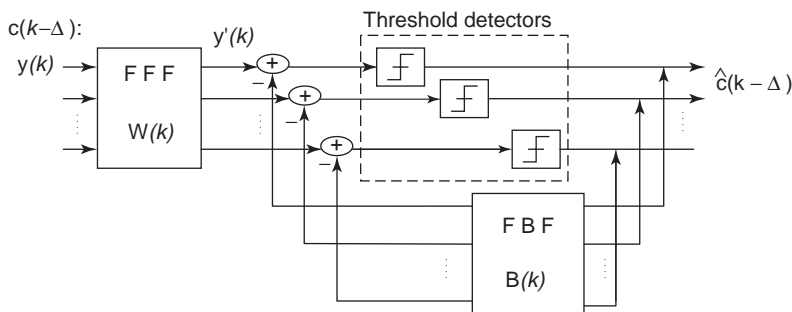 Threshold detectors
c(k–Δ):
y(k)
y'(k)
F F F
W(k)
+
–
+
–
+
–
ĉ(k – Δ)
F B F
B(k)